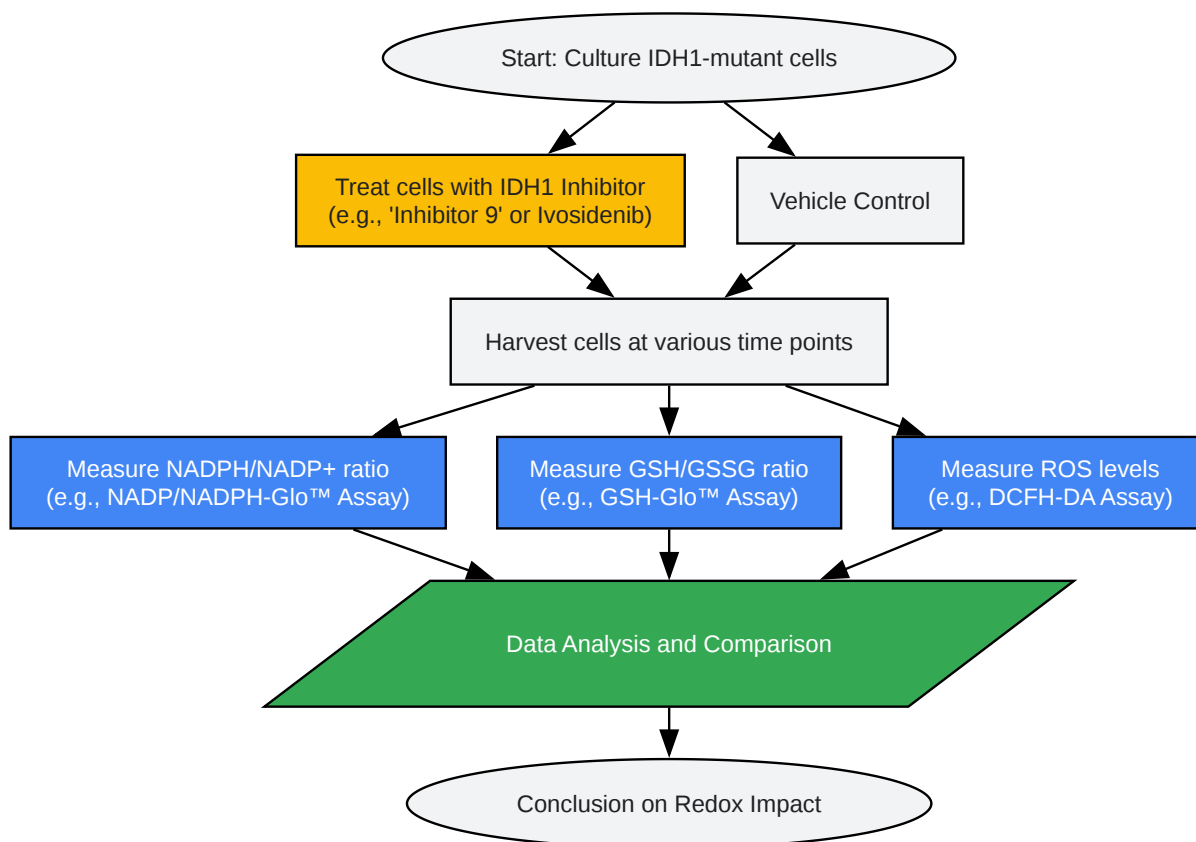 Start: Culture IDH1-mutant cells
Treat cells with IDH1 Inhibitor
(e.g., 'Inhibitor 9' or Ivosidenib)
Vehicle Control
Harvest cells at various time points
Measure NADPH/NADP+ ratio
(e.g., NADP/NADPH-Glo™ Assay)
Measure GSH/GSSG ratio
(e.g., GSH-Glo™ Assay)
Measure ROS levels
(e.g., DCFH-DA Assay)
Data Analysis and Comparison
Conclusion on Redox Impact